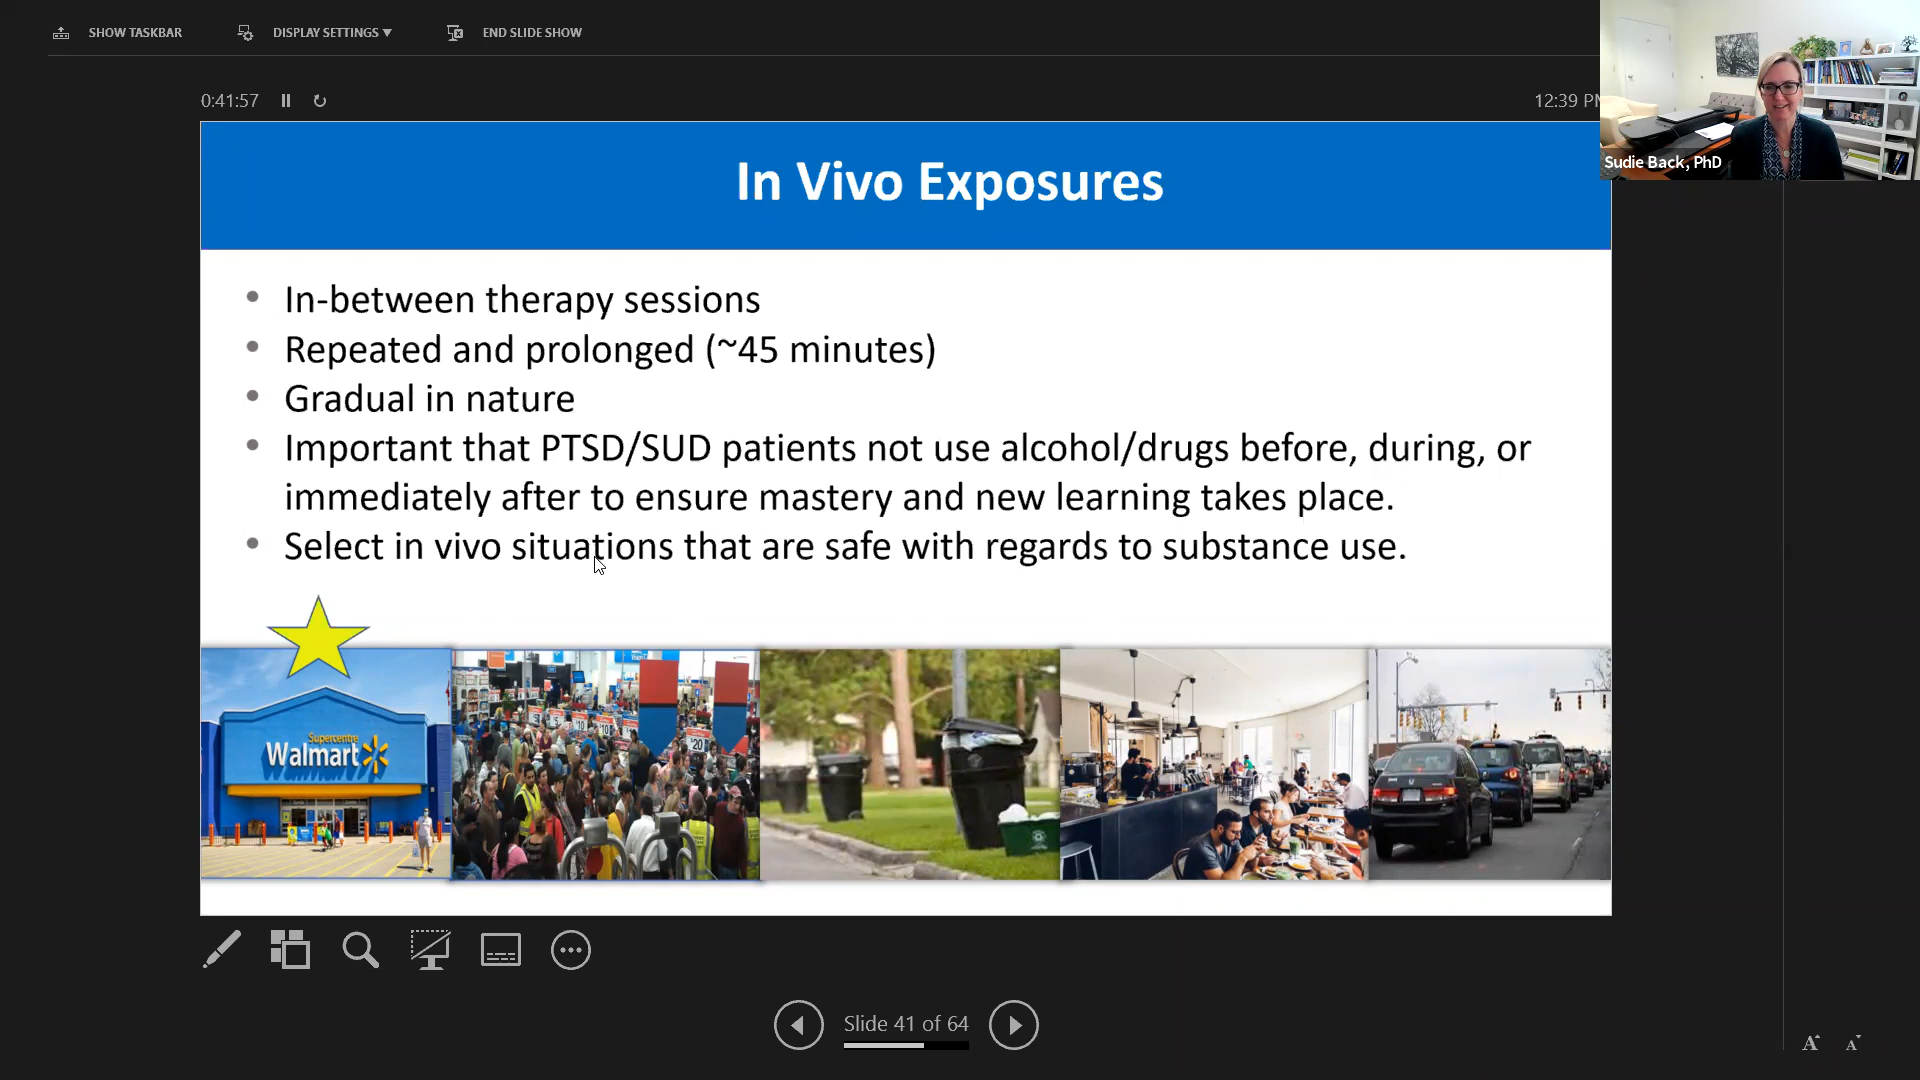 SHOW TASKBAR
DISPLAY SETTINGS ▼
END SLIDE SHOW
0:41:57
12:39 PM
Sudie Back, PhD
In Vivo Exposures
• In-between therapy sessions
• Repeated and prolonged (~45 minutes)
• Gradual in nature
• Important that PTSD/SUD patients not use alcohol/drugs before, during, or
immediately after to ensure mastery and new learning takes place.
• Select in vivo situations that are safe with regards to substance use.
Supercentre
Walmart
$20
Slide 41 of 64
A A